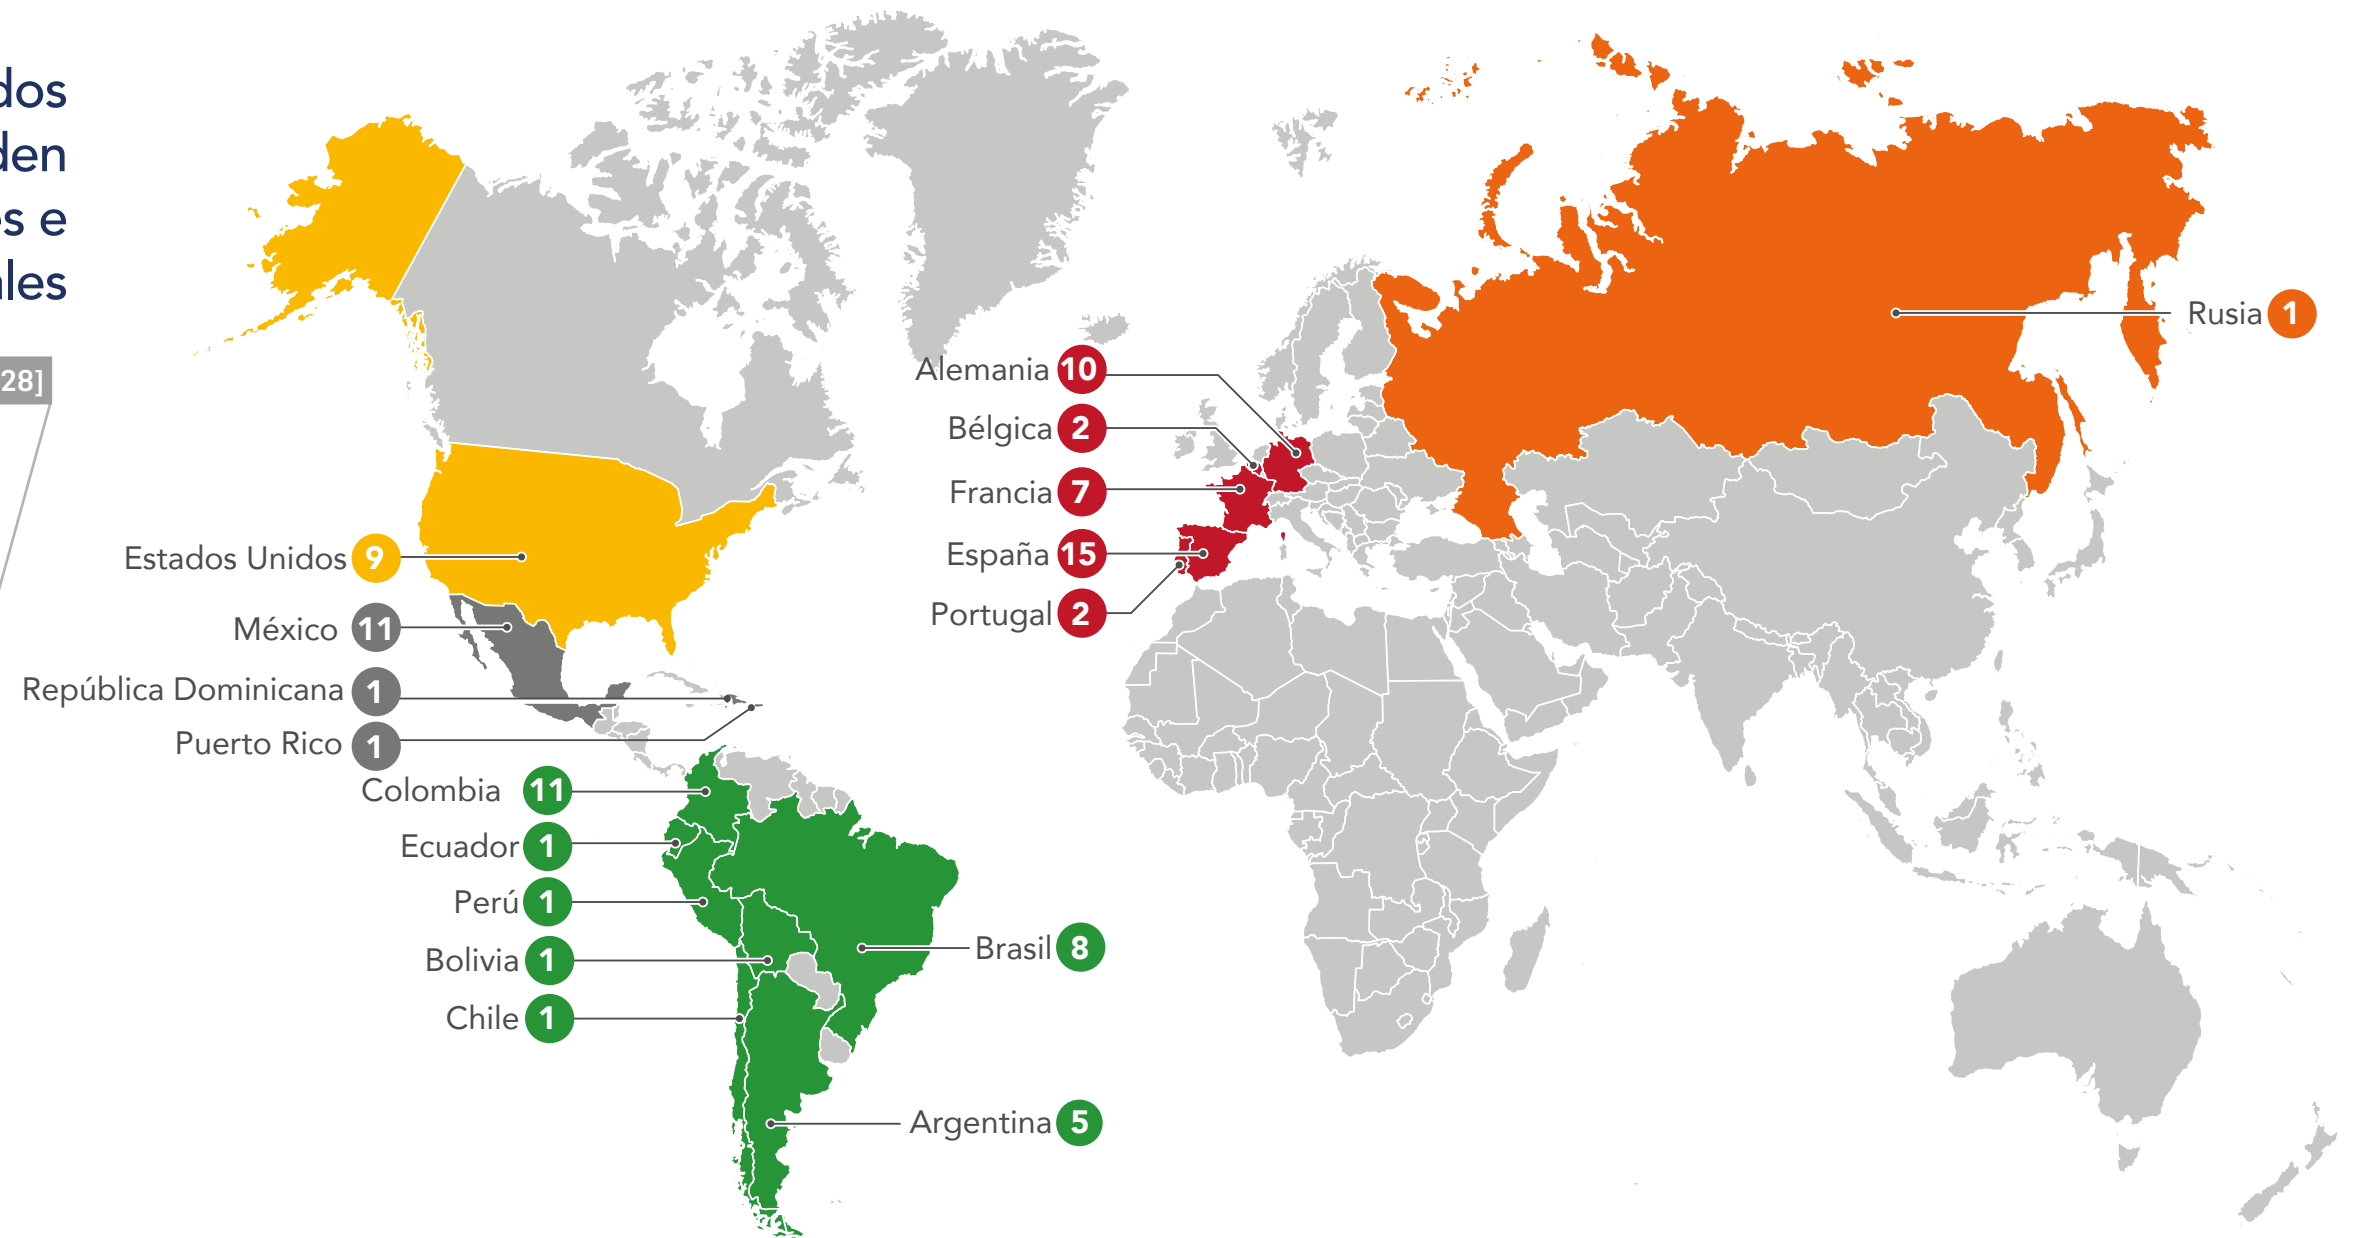 dos
den
es e
ales
28]
Rusia 1
Alemania 10
Bélgica 2
Francia 7
España 15
Portugal 2
Estados Unidos 9
México 11
República Dominicana 1
Puerto Rico 1
Colombia 11
Ecuador 1
Perú 1
Bolivia 1
Chile 1
Brasil 8
Argentina 5